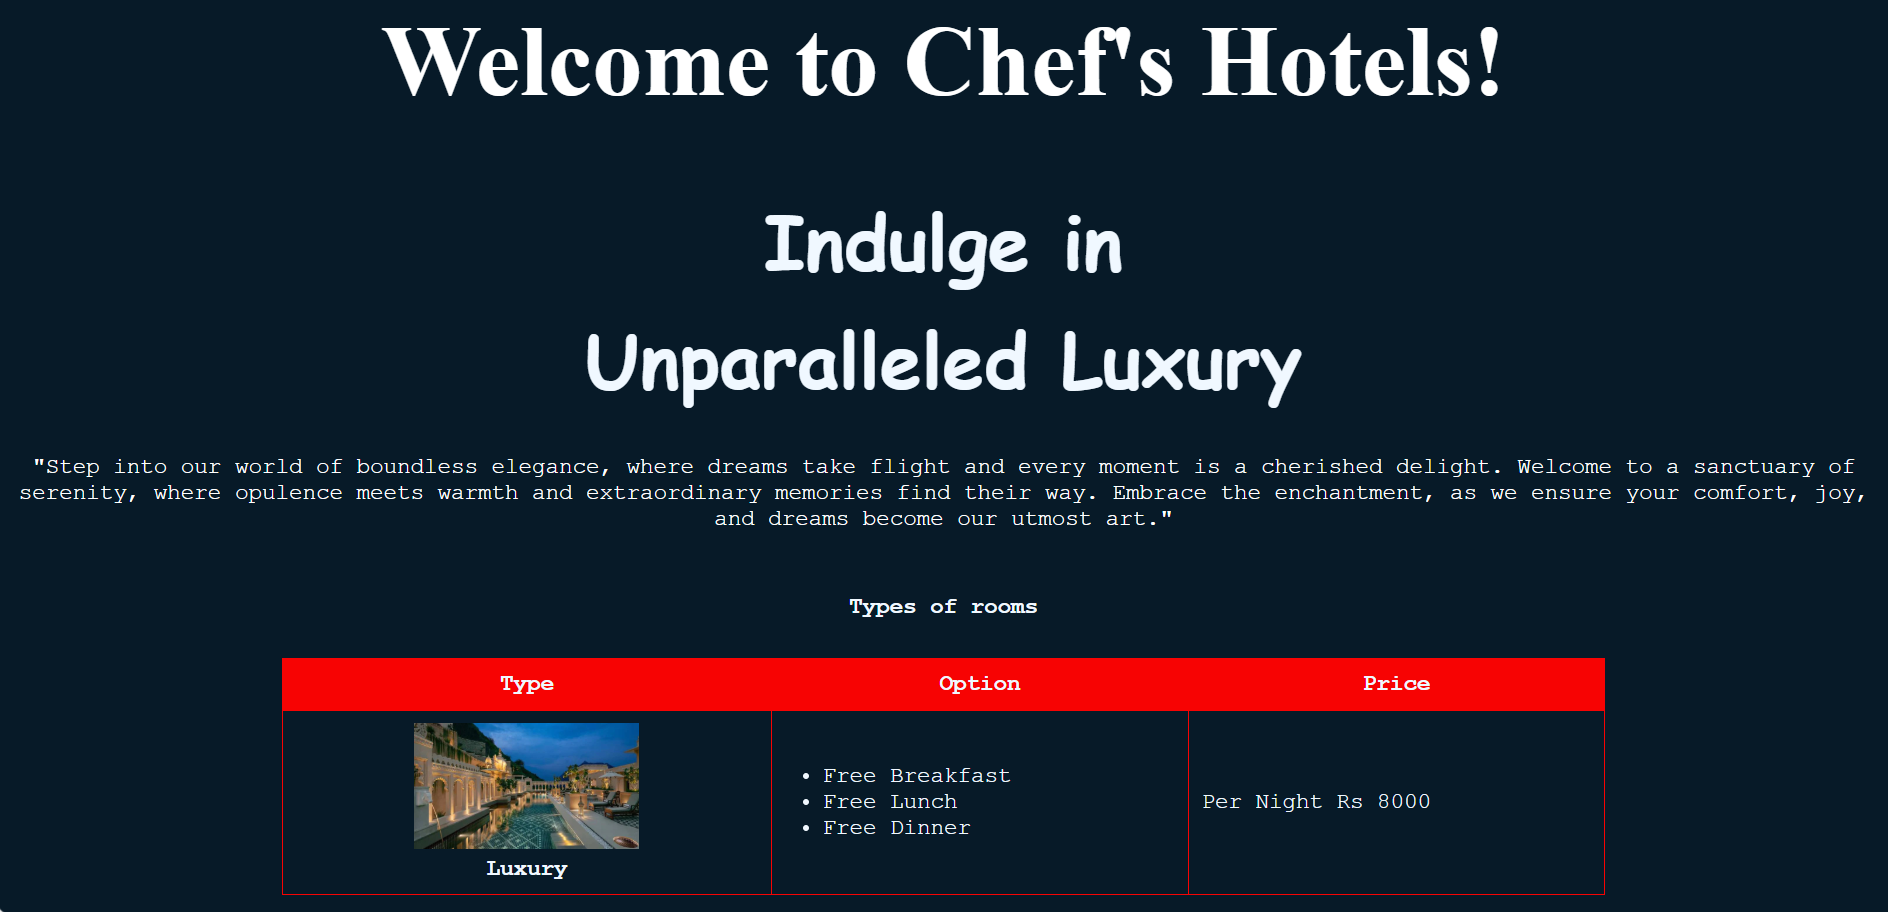 Welcome to Chef's Hotels!
Indulge in
Unparalleled Luxury
"Step into our world of boundless elegance, where dreams take flight and every moment is a cherished delight. Welcome to a sanctuary of
serenity, where opulence meets warmth and extraordinary memories find their way. Embrace the enchantment, as we ensure your comfort, joy,
and dreams become our utmost art."
Types of rooms
Type Option Price
• Free Breakfast
• Free Lunch
• Free Dinner
Per Night Rs 8000
Luxury